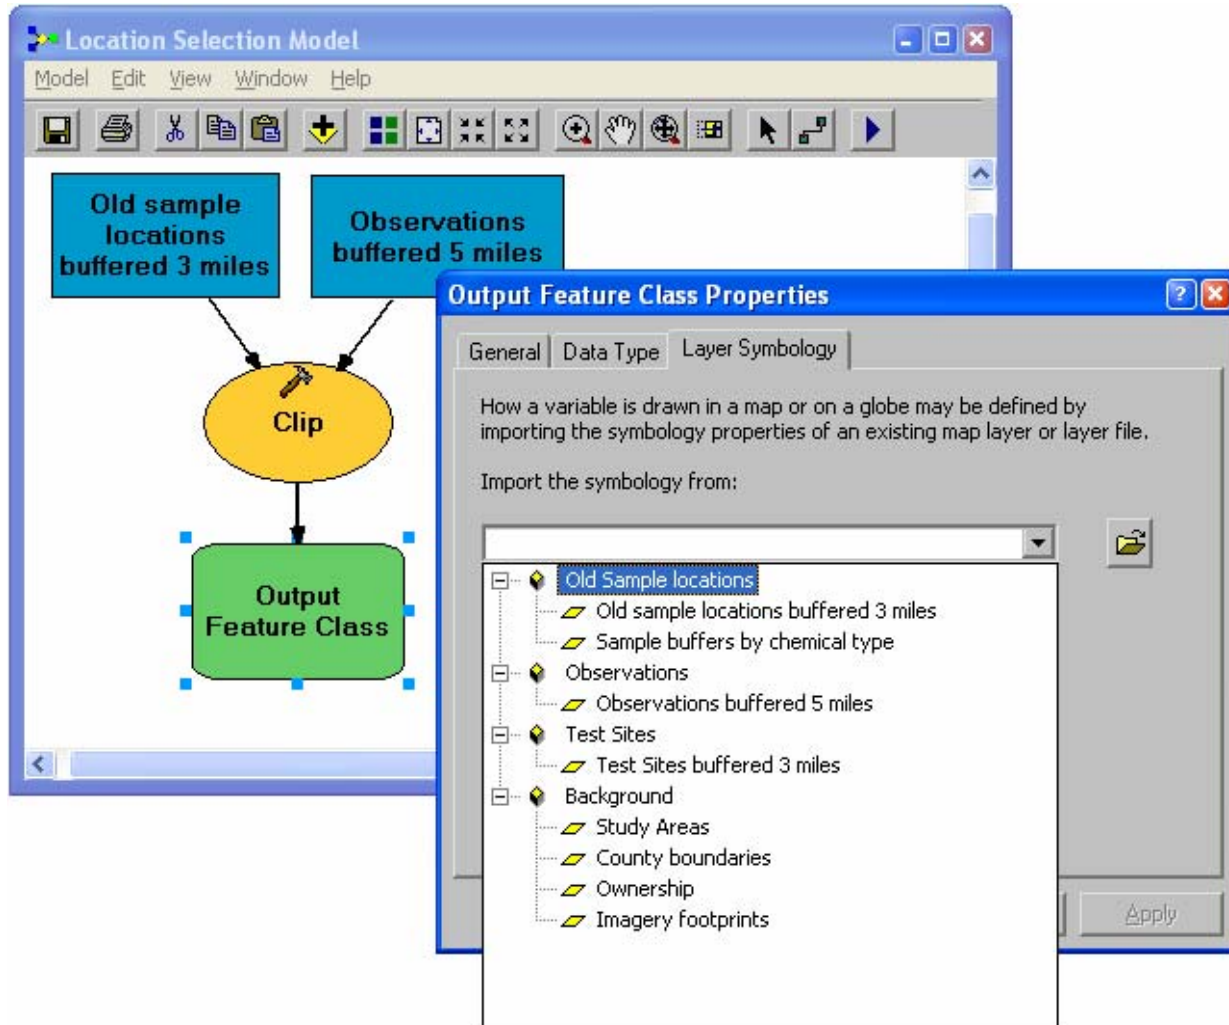 Location Selection Model
Model Edit View Window Help
Old sample
locations
buffered 3 miles
Observations
buffered 5 miles
Clip
Output
Feature Class
Output Feature Class Properties
General Data Type Layer Symbology
How a variable is drawn in a map or on a globe may be defined by
importing the symbology properties of an existing map layer or layer file.
Import the symbology from:
Old Sample locations
Old sample locations buffered 3 miles
Sample buffers by chemical type
Observations
Observations buffered 5 miles
Test Sites
Test Sites buffered 3 miles
Background
Study Areas
County boundaries
Ownership
Imagery footprints
Apply